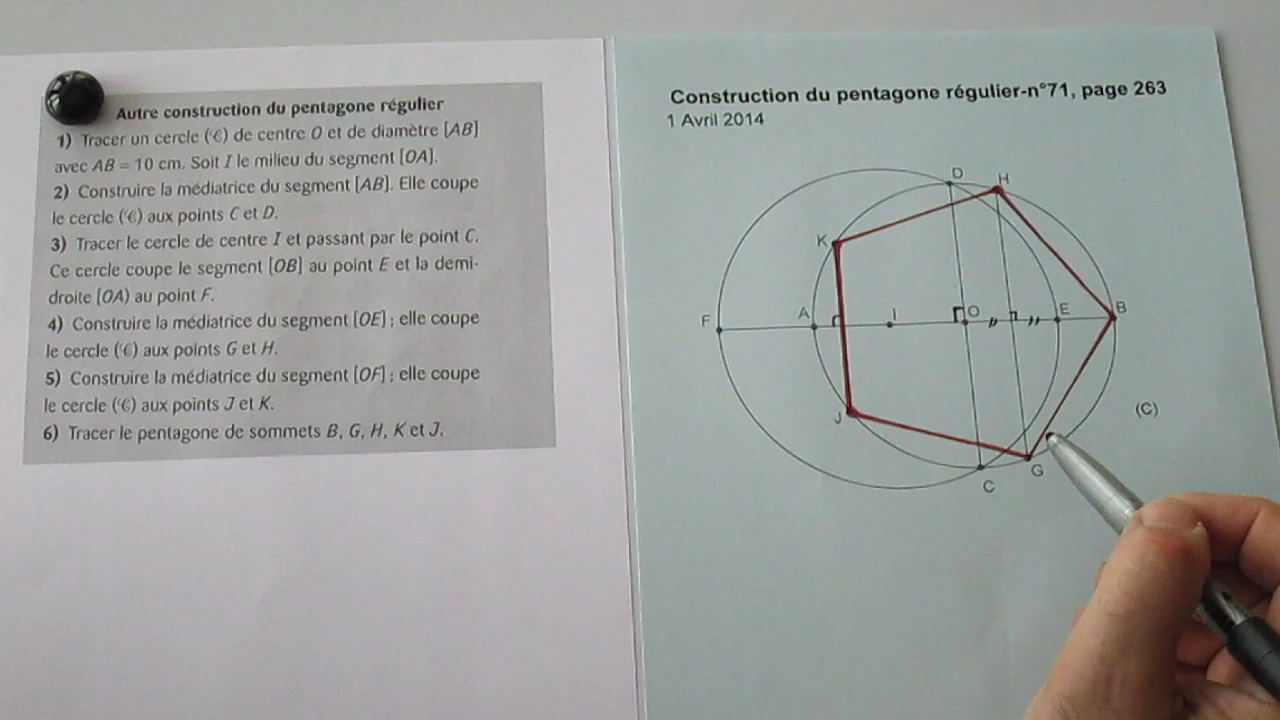 Autre construction du pentagone régulier
1) Tracer un cercle (𝒞) de centre O et de diamètre [AB]
avec AB = 10 cm. Soit I le milieu du segment [OA].
2) Construire la médiatrice du segment [AB]. Elle coupe
le cercle (𝒞) aux points C et D.
3) Tracer le cercle de centre I et passant par le point C.
Ce cercle coupe le segment [OB] au point E et la demi-
droite [OA) au point F.
4) Construire la médiatrice du segment [OE] ; elle coupe
le cercle (𝒞) aux points G et H.
5) Construire la médiatrice du segment [OF] ; elle coupe
le cercle (𝒞) aux points J et K.
6) Tracer le pentagone de sommets B, G, H, K et J.
Construction du pentagone régulier-n°71, page 263
1 Avril 2014
D
H
K
F
A
I
O
E
B
J
(C)
G
C